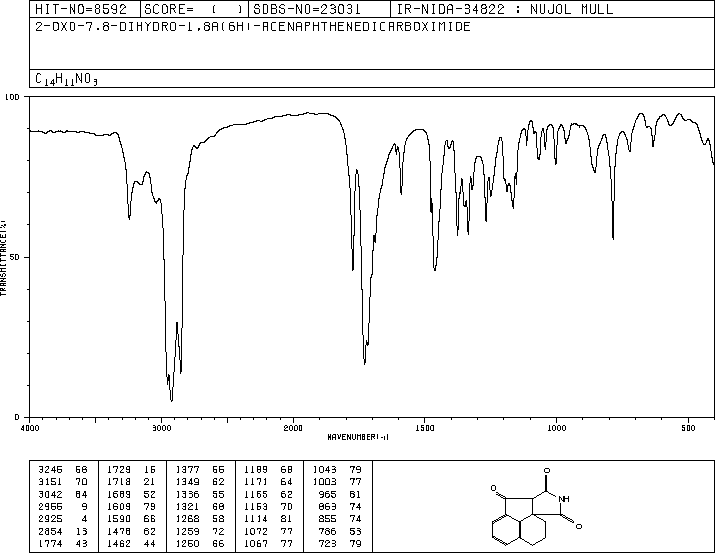 HIT-NO=8592 SCORE= ( ) SDBS-NO=23031 IR-NIDA-34822 : NUJOL MULL
2-OXO-7,8-DIHYDRO-1,8A(6H)-ACENAPHTHENEDICARBOXIMIDE
C14H11NO3
100
50
0
TRANSMITTANCE(%)
4000 3000 2000 1500 1000 500
WAVENUMBER(-1)
3246 66 1729 16 1377 55 1189 68 1043 79
3151 70 1718 21 1349 62 1171 64 1003 77
3042 84 1689 52 1336 55 1165 62 965 81
2955 9 1609 79 1321 68 1153 70 863 74
2925 4 1590 66 1268 58 1114 81 855 74
2854 13 1478 62 1259 72 1072 77 786 53
1774 43 1462 44 1250 66 1067 77 723 79
O
O
NH
O